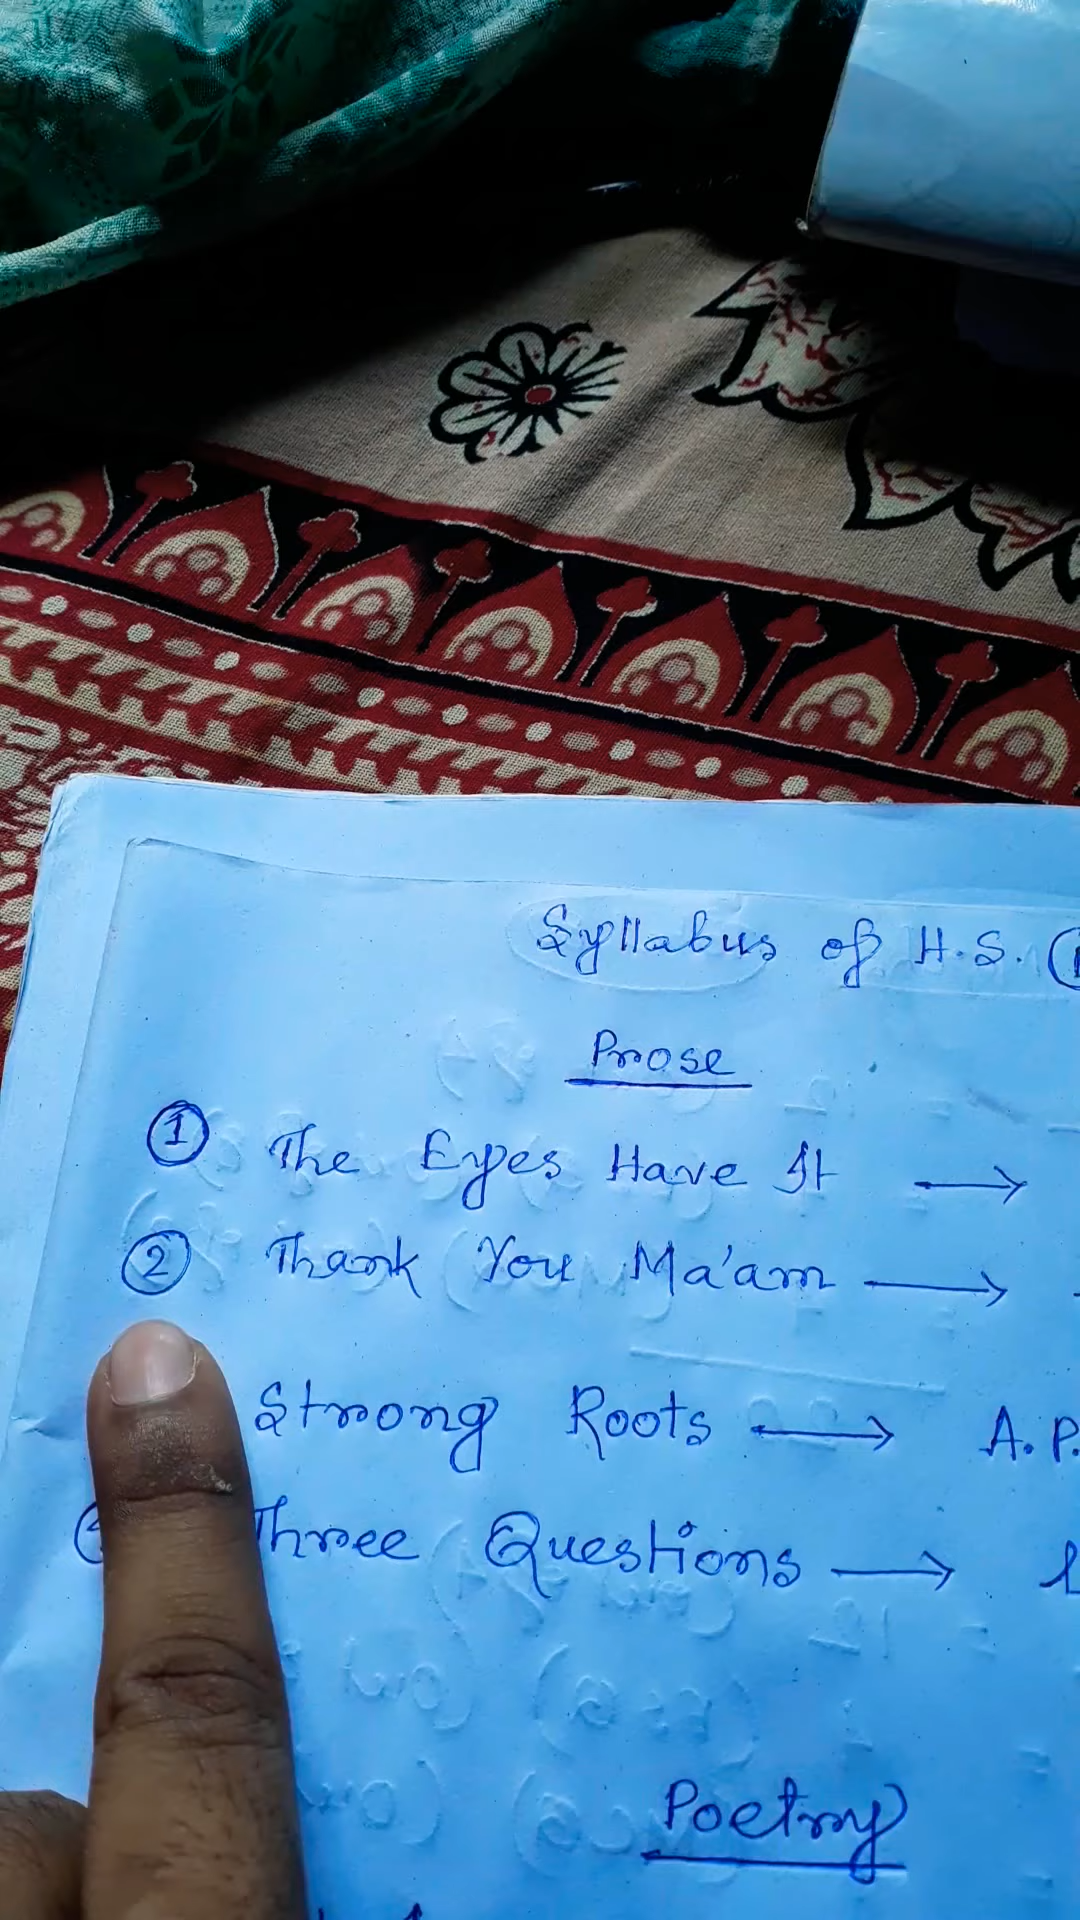 Syllabus of H.S.
Prose
① The Eyes Have It →
② Thank You Ma'am →
Strong Roots → A.P.
Three Questions →
Poetry